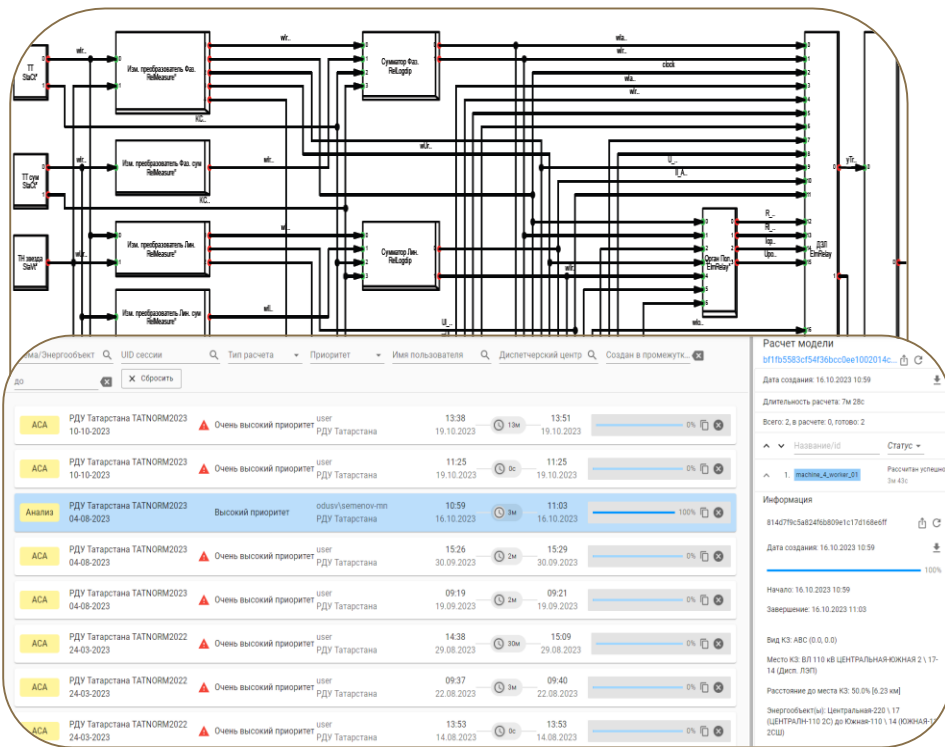 ТТ
StaCt*
Изм. преобразователь Фаз.
RelMeasure*
Сумматор Фаз.
RelLogdip
wIr..
wIr..
wIa..
wIr..
clock
wIa..
wIr..
КС..
wUr..
U_..
II_A..
ТТ сум
StaCt*
wIr..
Изм. преобразователь Фаз. сум
RelMeasure*
wIr..
КС..
yTr..
ТН звезда
StaVt*
wUr..
Изм. преобразователь Лин.
RelMeasure*
Сумматор Лин.
RelLogdip
wIr..
Орган Пол.
ElmRelay*
R_..
Rl_..
Iop..
Upo..
ДЗЛ
ElmRelay
Изм. преобразователь Лин. сум
RelMeasure*
wIl..
UI_..
wIo..
ма/Энергообъект
UID сессии
Тип расчета
Приоритет
Имя пользователя
Диспетчерский центр
Создан в промежутк...
до
Сбросить
АСА
РДУ Татарстана TATNORM2023
10-10-2023
Очень высокий приоритет
user
РДУ Татарстана
13:38
19.10.2023
13м
13:51
19.10.2023
0%
АСА
РДУ Татарстана TATNORM2023
10-10-2023
Очень высокий приоритет
user
РДУ Татарстана
11:25
19.10.2023
0с
11:25
19.10.2023
0%
Анализ
РДУ Татарстана TATNORM2023
04-08-2023
Высокий приоритет
odusv\semenov-mn
РДУ Татарстана
10:59
16.10.2023
3м
11:03
16.10.2023
100%
АСА
РДУ Татарстана TATNORM2023
04-08-2023
Очень высокий приоритет
user
РДУ Татарстана
15:26
30.09.2023
2м
15:29
30.09.2023
0%
АСА
РДУ Татарстана TATNORM2023
04-08-2023
Очень высокий приоритет
user
РДУ Татарстана
09:19
19.09.2023
2м
09:21
19.09.2023
0%
АСА
РДУ Татарстана TATNORM2022
24-03-2023
Очень высокий приоритет
user
РДУ Татарстана
14:38
29.08.2023
30м
15:09
29.08.2023
0%
АСА
РДУ Татарстана TATNORM2022
24-03-2023
Очень высокий приоритет
user
РДУ Татарстана
09:37
22.08.2023
3м
09:40
22.08.2023
0%
АСА
РДУ Татарстана TATNORM2022
24-03-2023
Очень высокий приоритет
user
РДУ Татарстана
13:53
14.08.2023
0с
13:53
14.08.2023
0%
Расчет модели
bf1fb5583cf54f36bcc0ee1002014c...
Дата создания: 16.10.2023 10:59
Длительность расчета: 7м 28с
Всего: 2, в расчете: 0, готово: 2
Название/id
Статус
1.
machine_4_worker_01
Рассчитан успешно
3м 43с
Информация
814d7f9c5a824f6b809e1c17d168e6ff
Дата создания: 16.10.2023 10:59
100%
Начало: 16.10.2023 10:59
Завершение: 16.10.2023 11:03
Вид КЗ: ABC (0.0, 0.0)
Место КЗ: ВЛ 110 кВ ЦЕНТРАЛЬНАЯ-ЮЖНАЯ 2 \ 17-
14 (Дисп. ЛЭП)
Расстояние до места КЗ: 50.0% [6,23 км]
Энергообъект(ы): Центральная-220 \ 17
(ЦЕНТРАЛН-110 2С) до Южная-110 \ 14 (ЮЖНАЯ-1
2СШ)